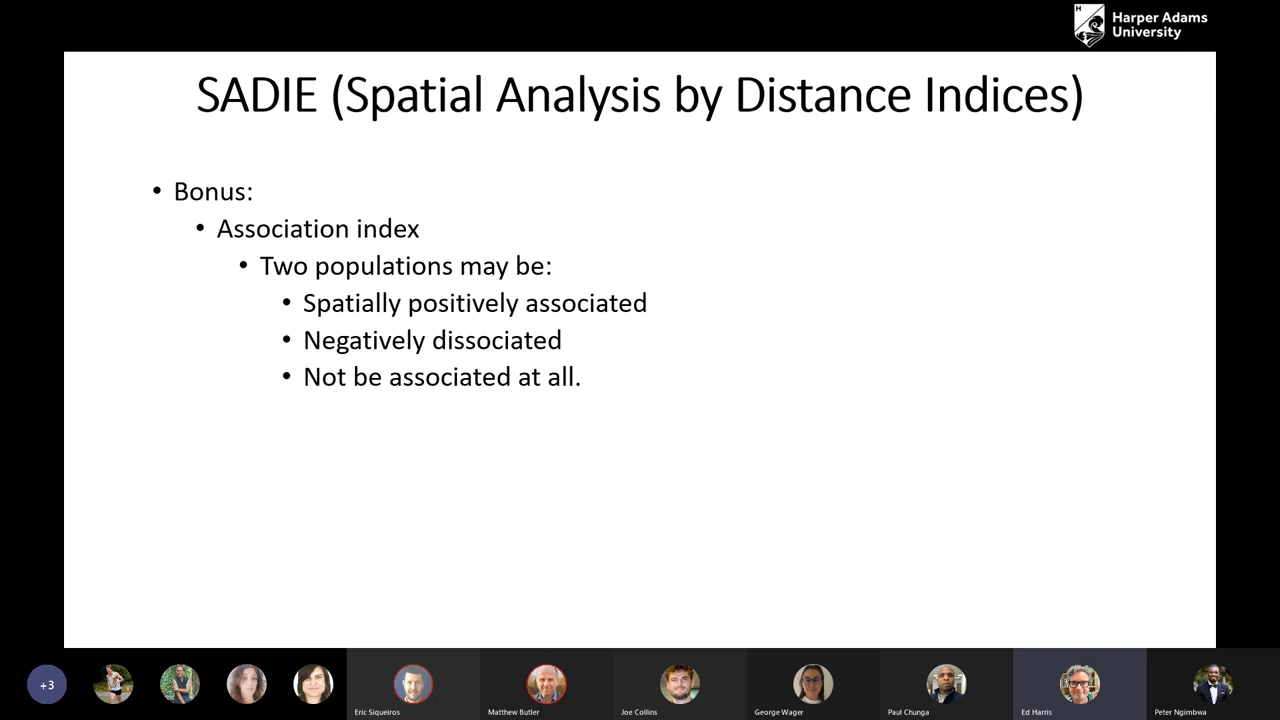 H
Harper Adams
University
SADIE (Spatial Analysis by Distance Indices)
• Bonus:
• Association index
• Two populations may be:
• Spatially positively associated
• Negatively dissociated
• Not be associated at all.
+3
Eric Siqueiros
Matthew Butler
Joe Collins
George Wager
Paul Chunga
Ed Harris
Peter Ngimbwa